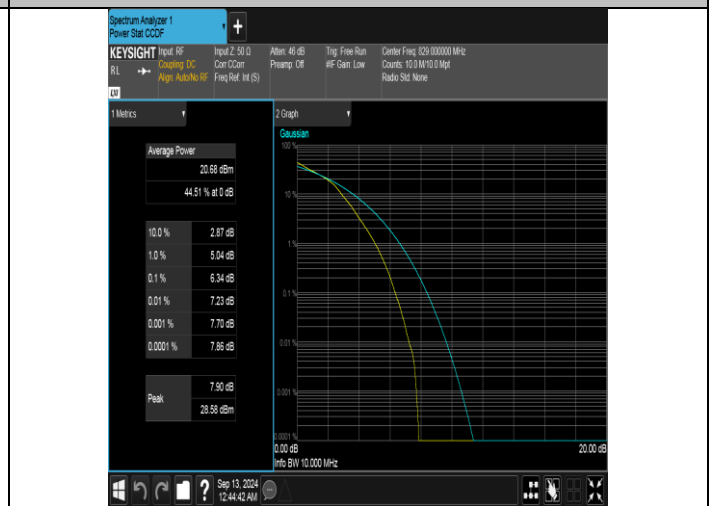 Spectrum Analyzer 1
Power Stat CCDF
+
KEYSIGHT Input: RF Input Z: 50 Ω Atten: 46 dB Trig: Free Run Center Freq: 829.000000 MHz
RL Coupling: DC Corr CCorr Preamp: Off #IF Gain: Low Counts: 10.0 M/10.0 Mpt
Align: Auto/No RF Freq Ref: Int (S) Radio Std: None
LXI
1 Metrics
Average Power
20.68 dBm
44.51 % at 0 dB
10.0 % 2.87 dB
1.0 % 5.04 dB
0.1 % 6.34 dB
0.01 % 7.23 dB
0.001 % 7.70 dB
0.0001 % 7.86 dB
Peak 7.90 dB
28.58 dBm
2 Graph
Gaussian
100 %
10 %
1 %
0.1 %
0.01 %
0.001 %
0.0001 %
0.00 dB 20.00 dB
Info BW 10.000 MHz
? Sep 13, 2024
12:44:42 AM